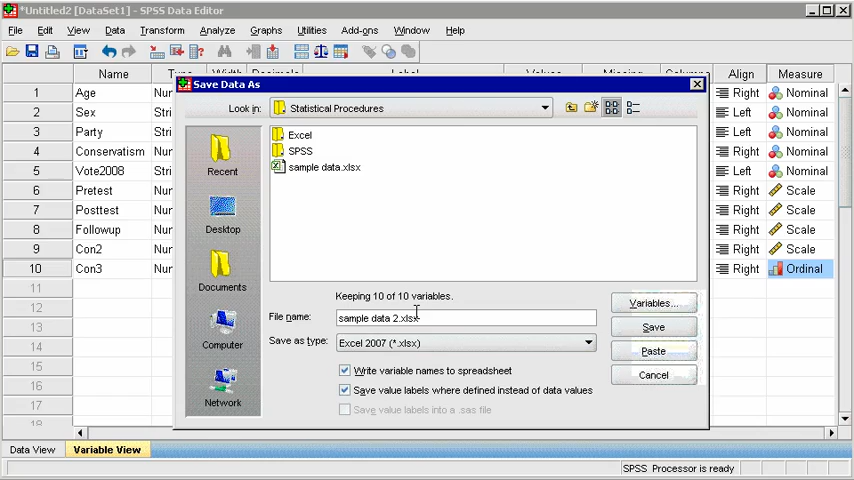 *Untitled2 [DataSet1] - SPSS Data Editor
File Edit View Data Transform Analyze Graphs Utilities Add-ons Window Help
Name Align Measure
1 Age Nur Right Nominal
2 Sex Stri Left Nominal
3 Party Stri Left Nominal
4 Conservatism Nur Right Nominal
5 Vote2008 Stri Left Nominal
6 Pretest Nur Right Scale
7 Posttest Nur Right Scale
8 Followup Nur Right Scale
9 Con2 Nur Right Scale
10 Con3 Nur Right Ordinal
11
12
13
14
15
16
17
Save Data As
Look in: Statistical Procedures
Recent
Desktop
Documents
Computer
Network
Excel
SPSS
sample data.xlsx
Keeping 10 of 10 variables.
File name: sample data 2.xlsx
Save as type: Excel 2007 (*.xlsx)
Write variable names to spreadsheet
Save value labels where defined instead of data values
Save value labels into a .sas file
Variables...
Save
Paste
Cancel
Data View Variable View
SPSS Processor is ready